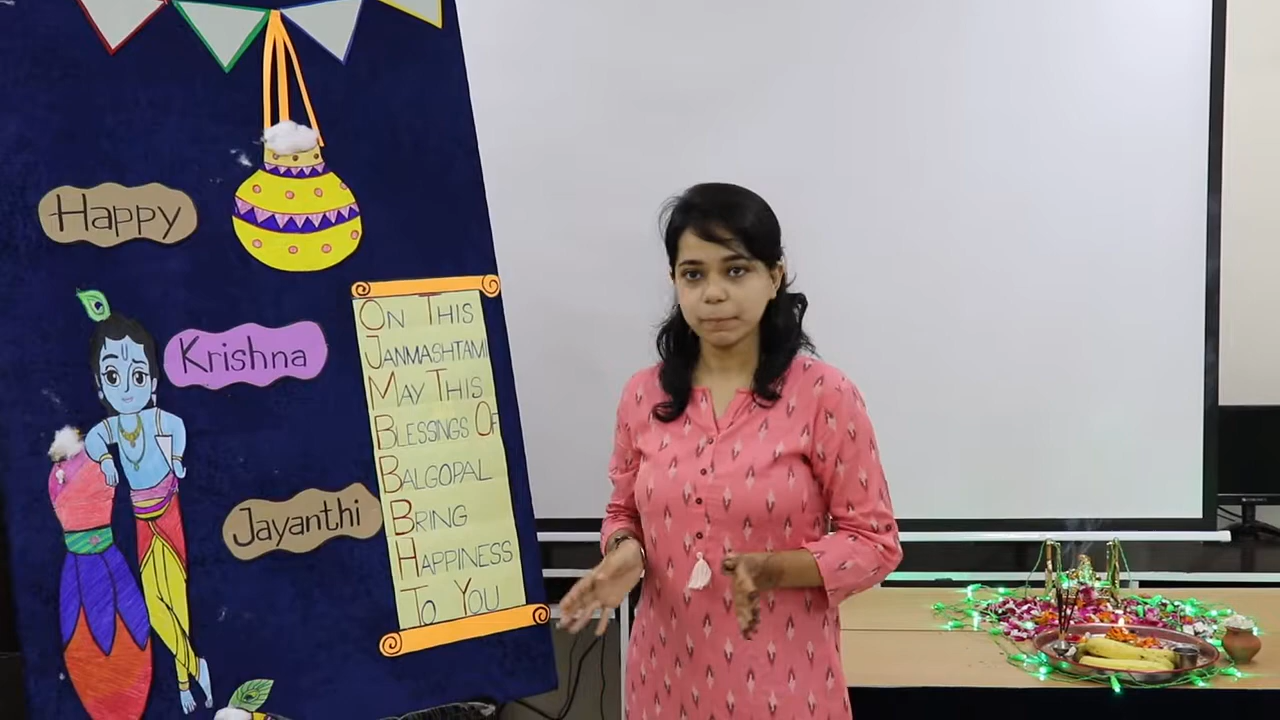 Happy
Krishna
Jayanthi
ON THIS
JANMASHTAMI
MAY THIS
BLESSINGS OF
BALGOPAL
BRING
HAPPINESS
TO YOU